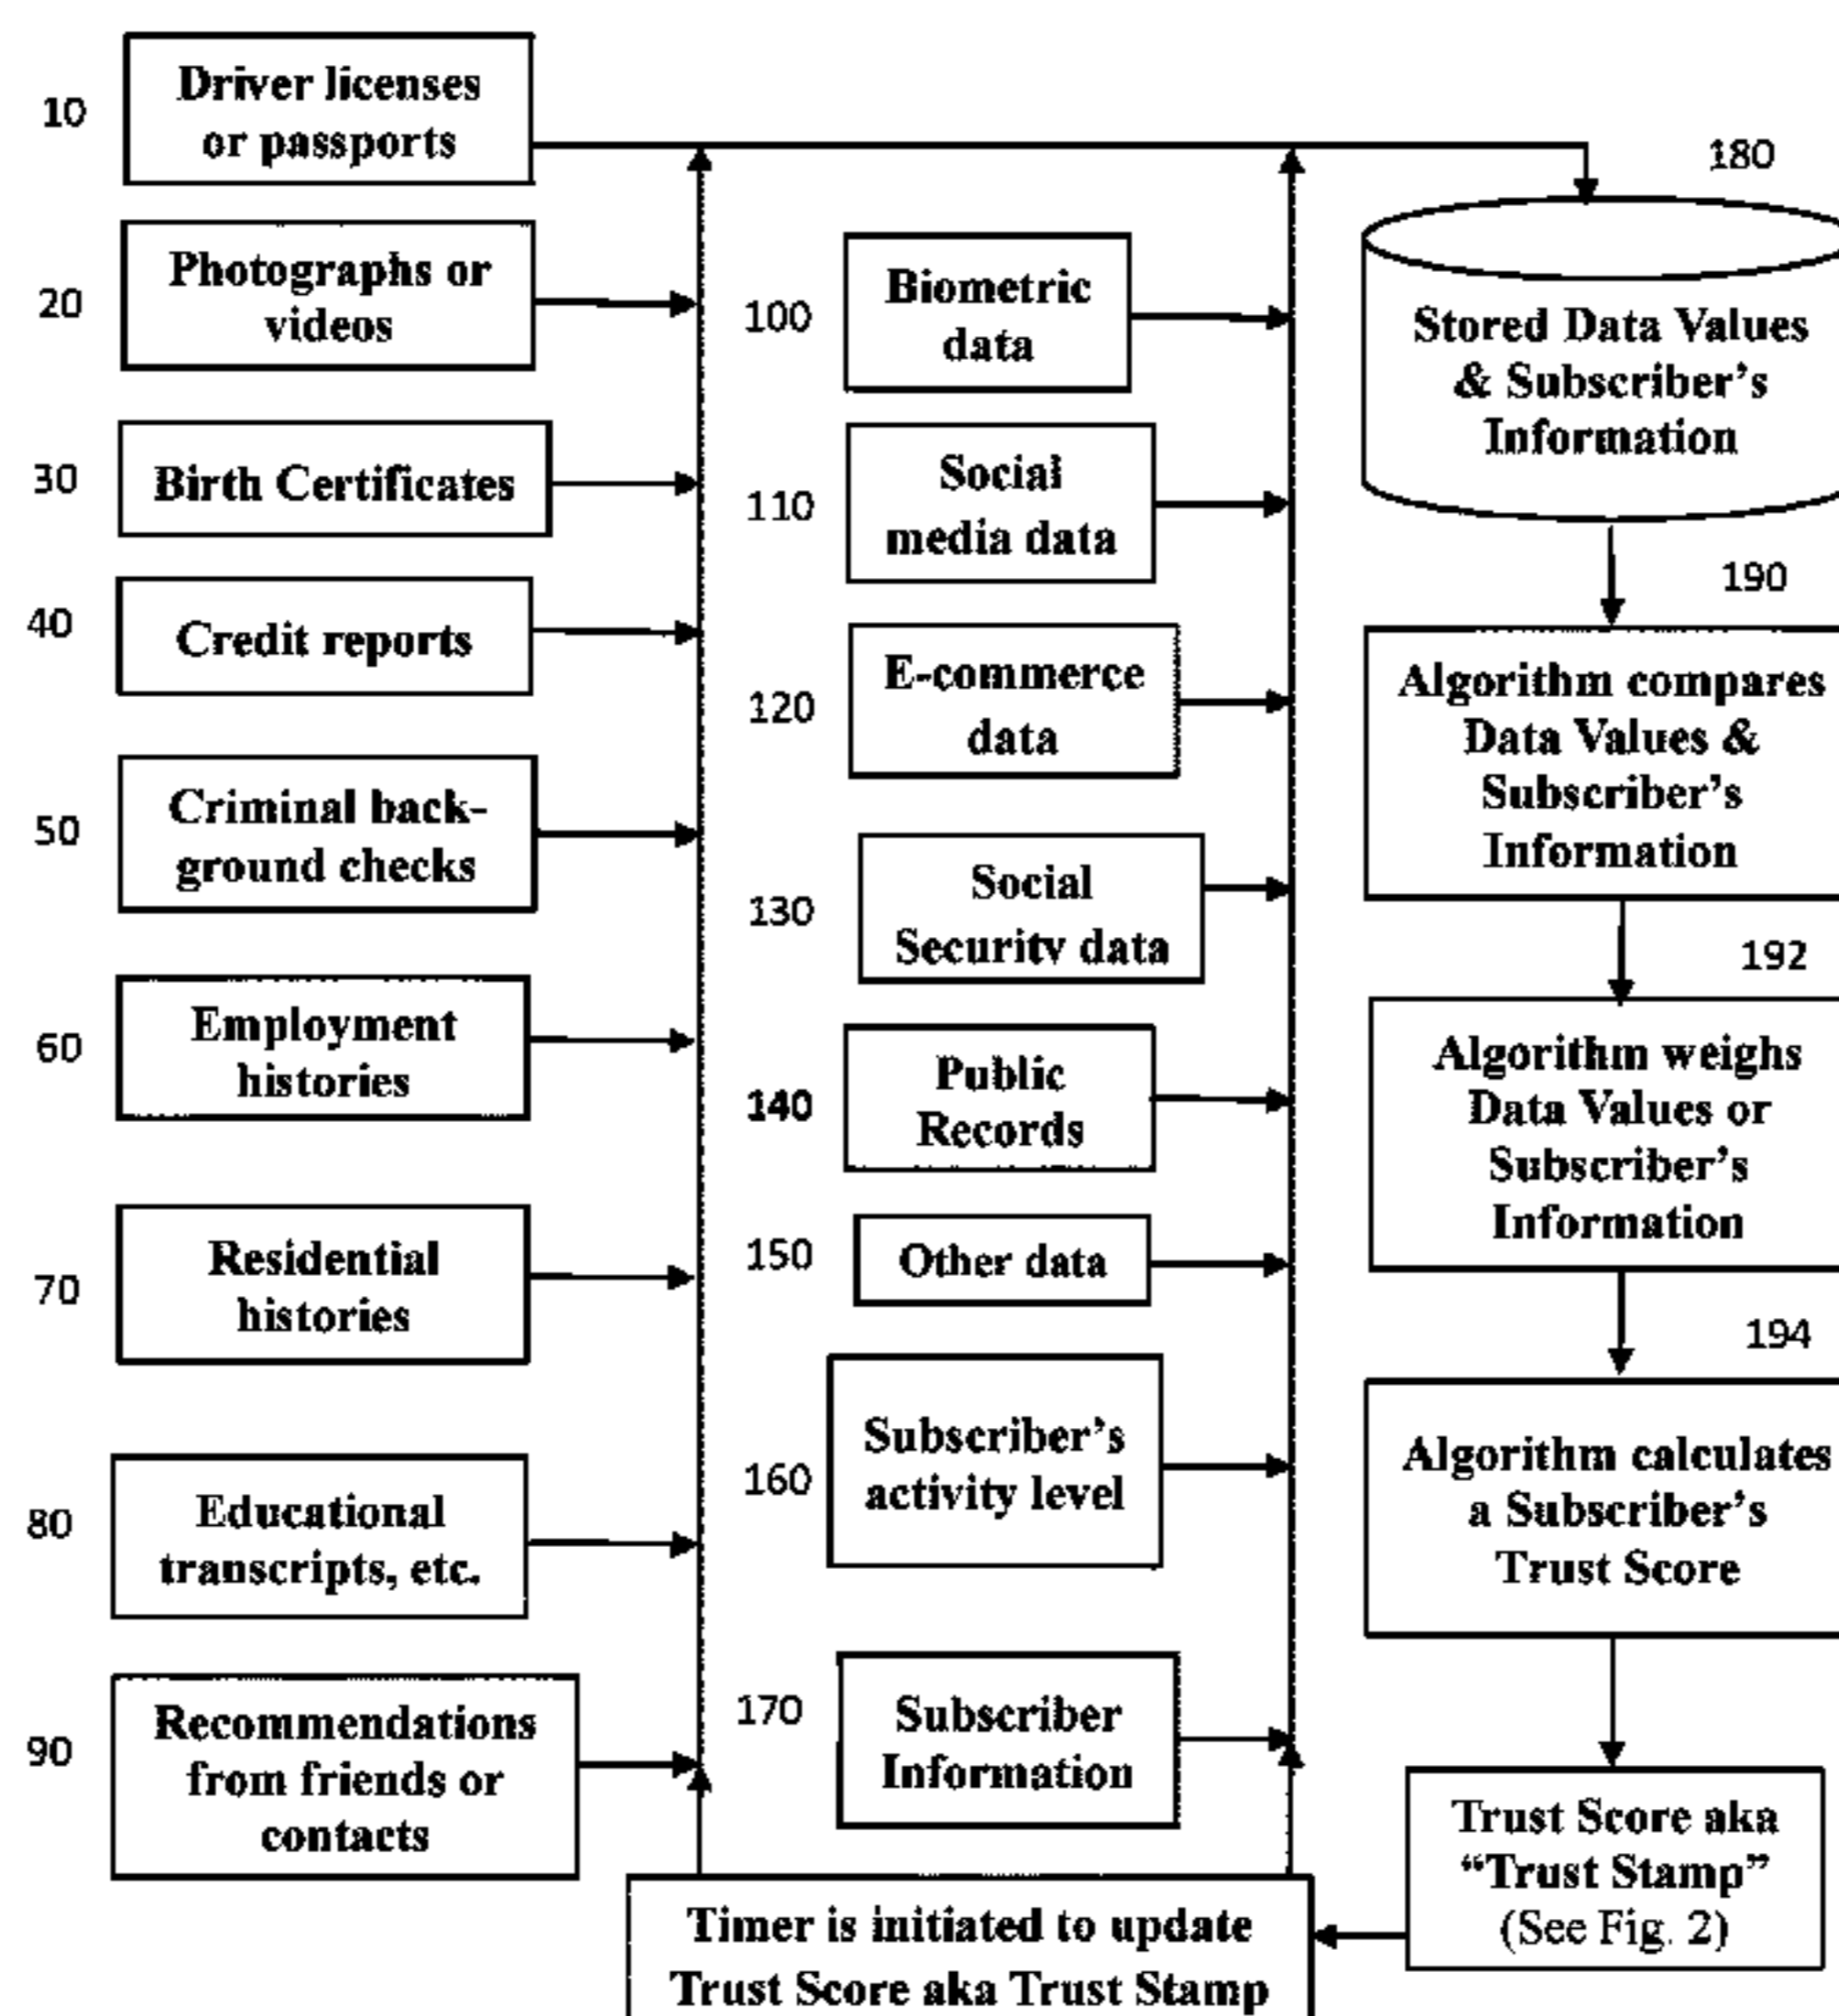 10
Driver licenses
or passports
20
Photographs or
videos
30
Birth Certificates
40
Credit reports
50
Criminal back-
ground checks
60
Employment
histories
70
Residential
histories
80
Educational
transcripts, etc.
90
Recommendations
from friends or
contacts
100
Biometric
data
110
Social
media data
120
E-commerce
data
130
Social
Security data
140
Public
Records
150
Other data
160
Subscriber's
activity level
170
Subscriber
Information
180
Stored Data Values
& Subscriber's
Information
190
Algorithm compares
Data Values &
Subscriber's
Information
192
Algorithm weighs
Data Values or
Subscriber's
Information
194
Algorithm calculates
a Subscriber's
Trust Score
Trust Score aka
“Trust Stamp”
(See Fig. 2)
Timer is initiated to update
Trust Score aka Trust Stamp